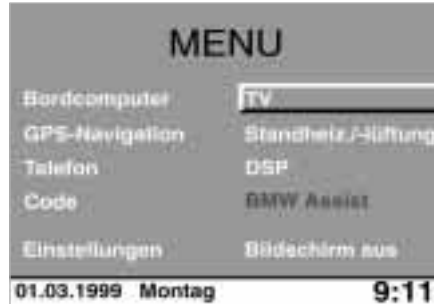 MENU
Bordcomputer TV
GPS-Navigation Standheiz./-lüftung
Telefon DSP
Code BMW Assist
Einstellungen Bildschirm aus
01.03.1999 Montag 9:11